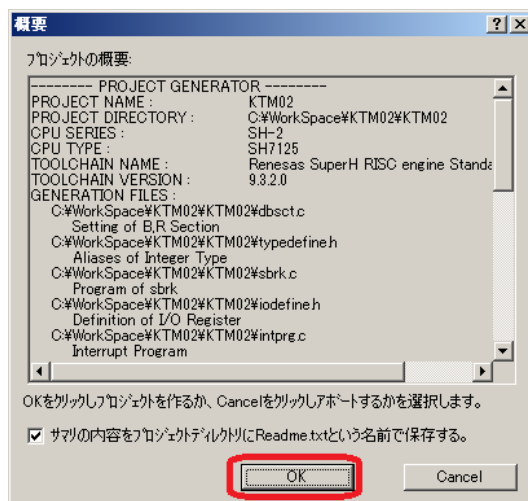 概要
プロジェクトの概要:
-------- PROJECT GENERATOR --------
PROJECT NAME : KTM02
PROJECT DIRECTORY : C:¥WorkSpace¥KTM02¥KTM02
CPU SERIES : SH-2
CPU TYPE : SH7125
TOOLCHAIN NAME : Renesas SuperH RISC engine Standa
TOOLCHAIN VERSION : 9.3.2.0
GENERATION FILES :
C:¥WorkSpace¥KTM02¥KTM02¥dbsct.c
Setting of B,R Section
C:¥WorkSpace¥KTM02¥KTM02¥typedefine.h
Aliases of Integer Type
C:¥WorkSpace¥KTM02¥KTM02¥sbrk.c
Program of sbrk
C:¥WorkSpace¥KTM02¥KTM02¥iodefine.h
Definition of I/O Register
C:¥WorkSpace¥KTM02¥KTM02¥intprg.c
Interrupt Program
OKをクリックしプロジェクトを作るか、Cancelをクリックしアボートするかを選択します。
サマリの内容をプロジェクトディレクトリにReadme.txtという名前で保存する。
OK Cancel